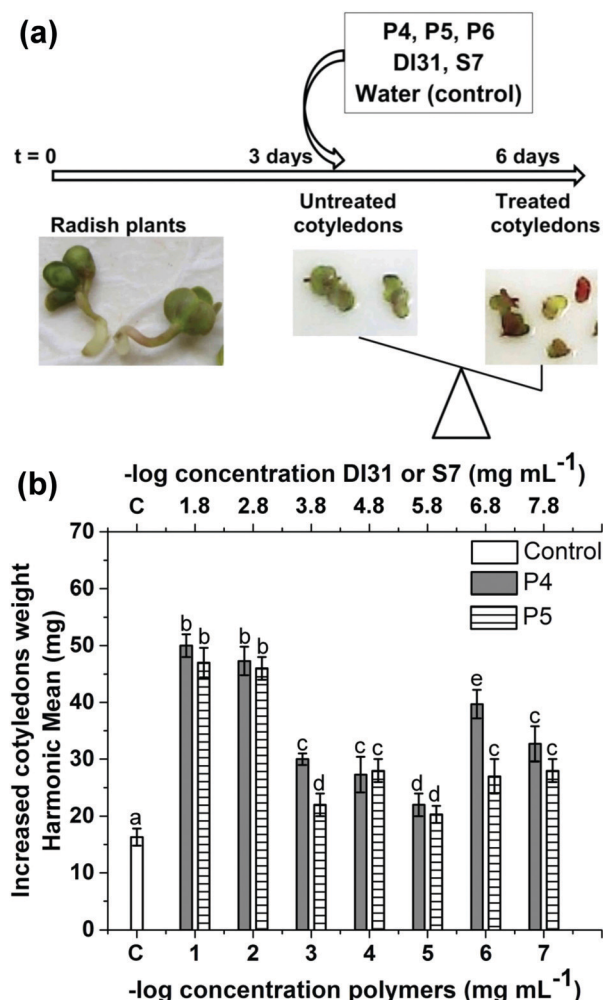 (a)
P4, P5, P6
DI31, S7
Water (control)
t = 0
3 days
6 days
Radish plants
Untreated
cotyledons
Treated
cotyledons
(b)
-log concentration DI31 or S7 (mg mL⁻¹)
C 1.8 2.8 3.8 4.8 5.8 6.8 7.8
Increased cotyledons weight
Harmonic Mean (mg)
70
60
50
40
30
20
10
0
Control
P4
P5
a b b b b c d c c d d e c c c
C 1 2 3 4 5 6 7
-log concentration polymers (mg mL⁻¹)